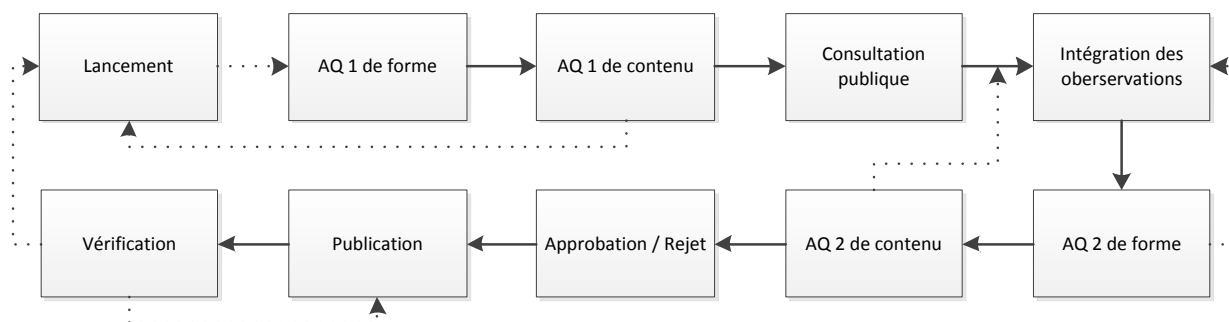 Lancement
AQ 1 de forme
AQ 1 de contenu
Consultation
publique
Intégration des
oberservations
Vérification
Publication
Approbation / Rejet
AQ 2 de contenu
AQ 2 de forme